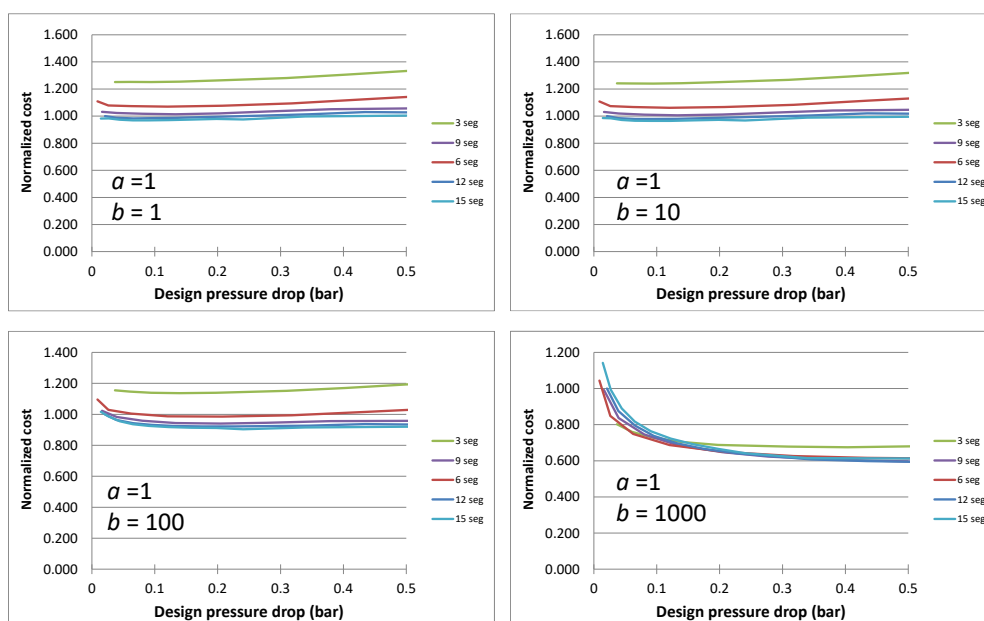 1.600
1.400
1.200
1.000
0.800
0.600
0.400
0.200
0.000
Normalized cost
a =1
b = 1
0 0.1 0.2 0.3 0.4 0.5
Design pressure drop (bar)
3 seg
9 seg
6 seg
12 seg
15 seg
1.600
1.400
1.200
1.000
0.800
0.600
0.400
0.200
0.000
Normalized cost
a =1
b = 10
0 0.1 0.2 0.3 0.4 0.5
Design pressure drop (bar)
3 seg
9 seg
6 seg
12 seg
15 seg
1.400
1.200
1.000
0.800
0.600
0.400
0.200
0.000
Normalized cost
a =1
b = 100
0 0.1 0.2 0.3 0.4 0.5
Design pressure drop (bar)
3 seg
9 seg
6 seg
12 seg
15 seg
1.200
1.000
0.800
0.600
0.400
0.200
0.000
Normalized cost
a =1
b = 1000
0 0.1 0.2 0.3 0.4 0.5
Design pressure drop (bar)
3 seg
9 seg
6 seg
12 seg
15 seg